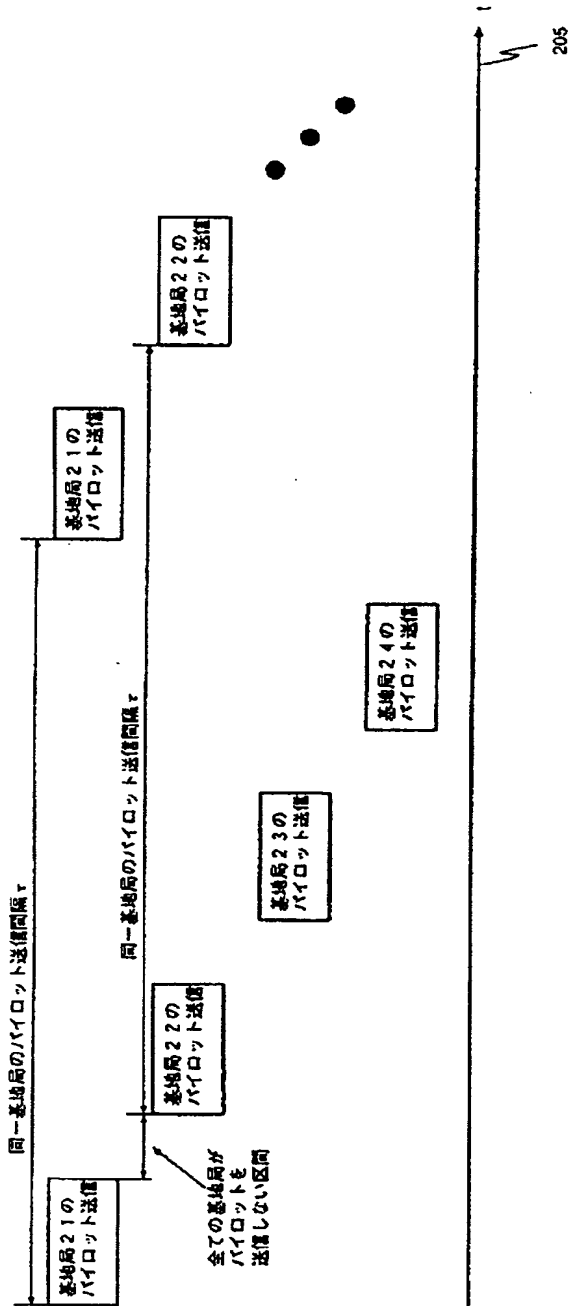 同一基地局のパイロット送信間隔τ
基地局21の
パイロット送信
基地局21の
パイロット送信
同一基地局のパイロット送信間隔τ
基地局22の
パイロット送信
基地局22の
パイロット送信
全ての基地局が
パイロットを
送信しない区間
基地局23の
パイロット送信
基地局24の
パイロット送信
t
205